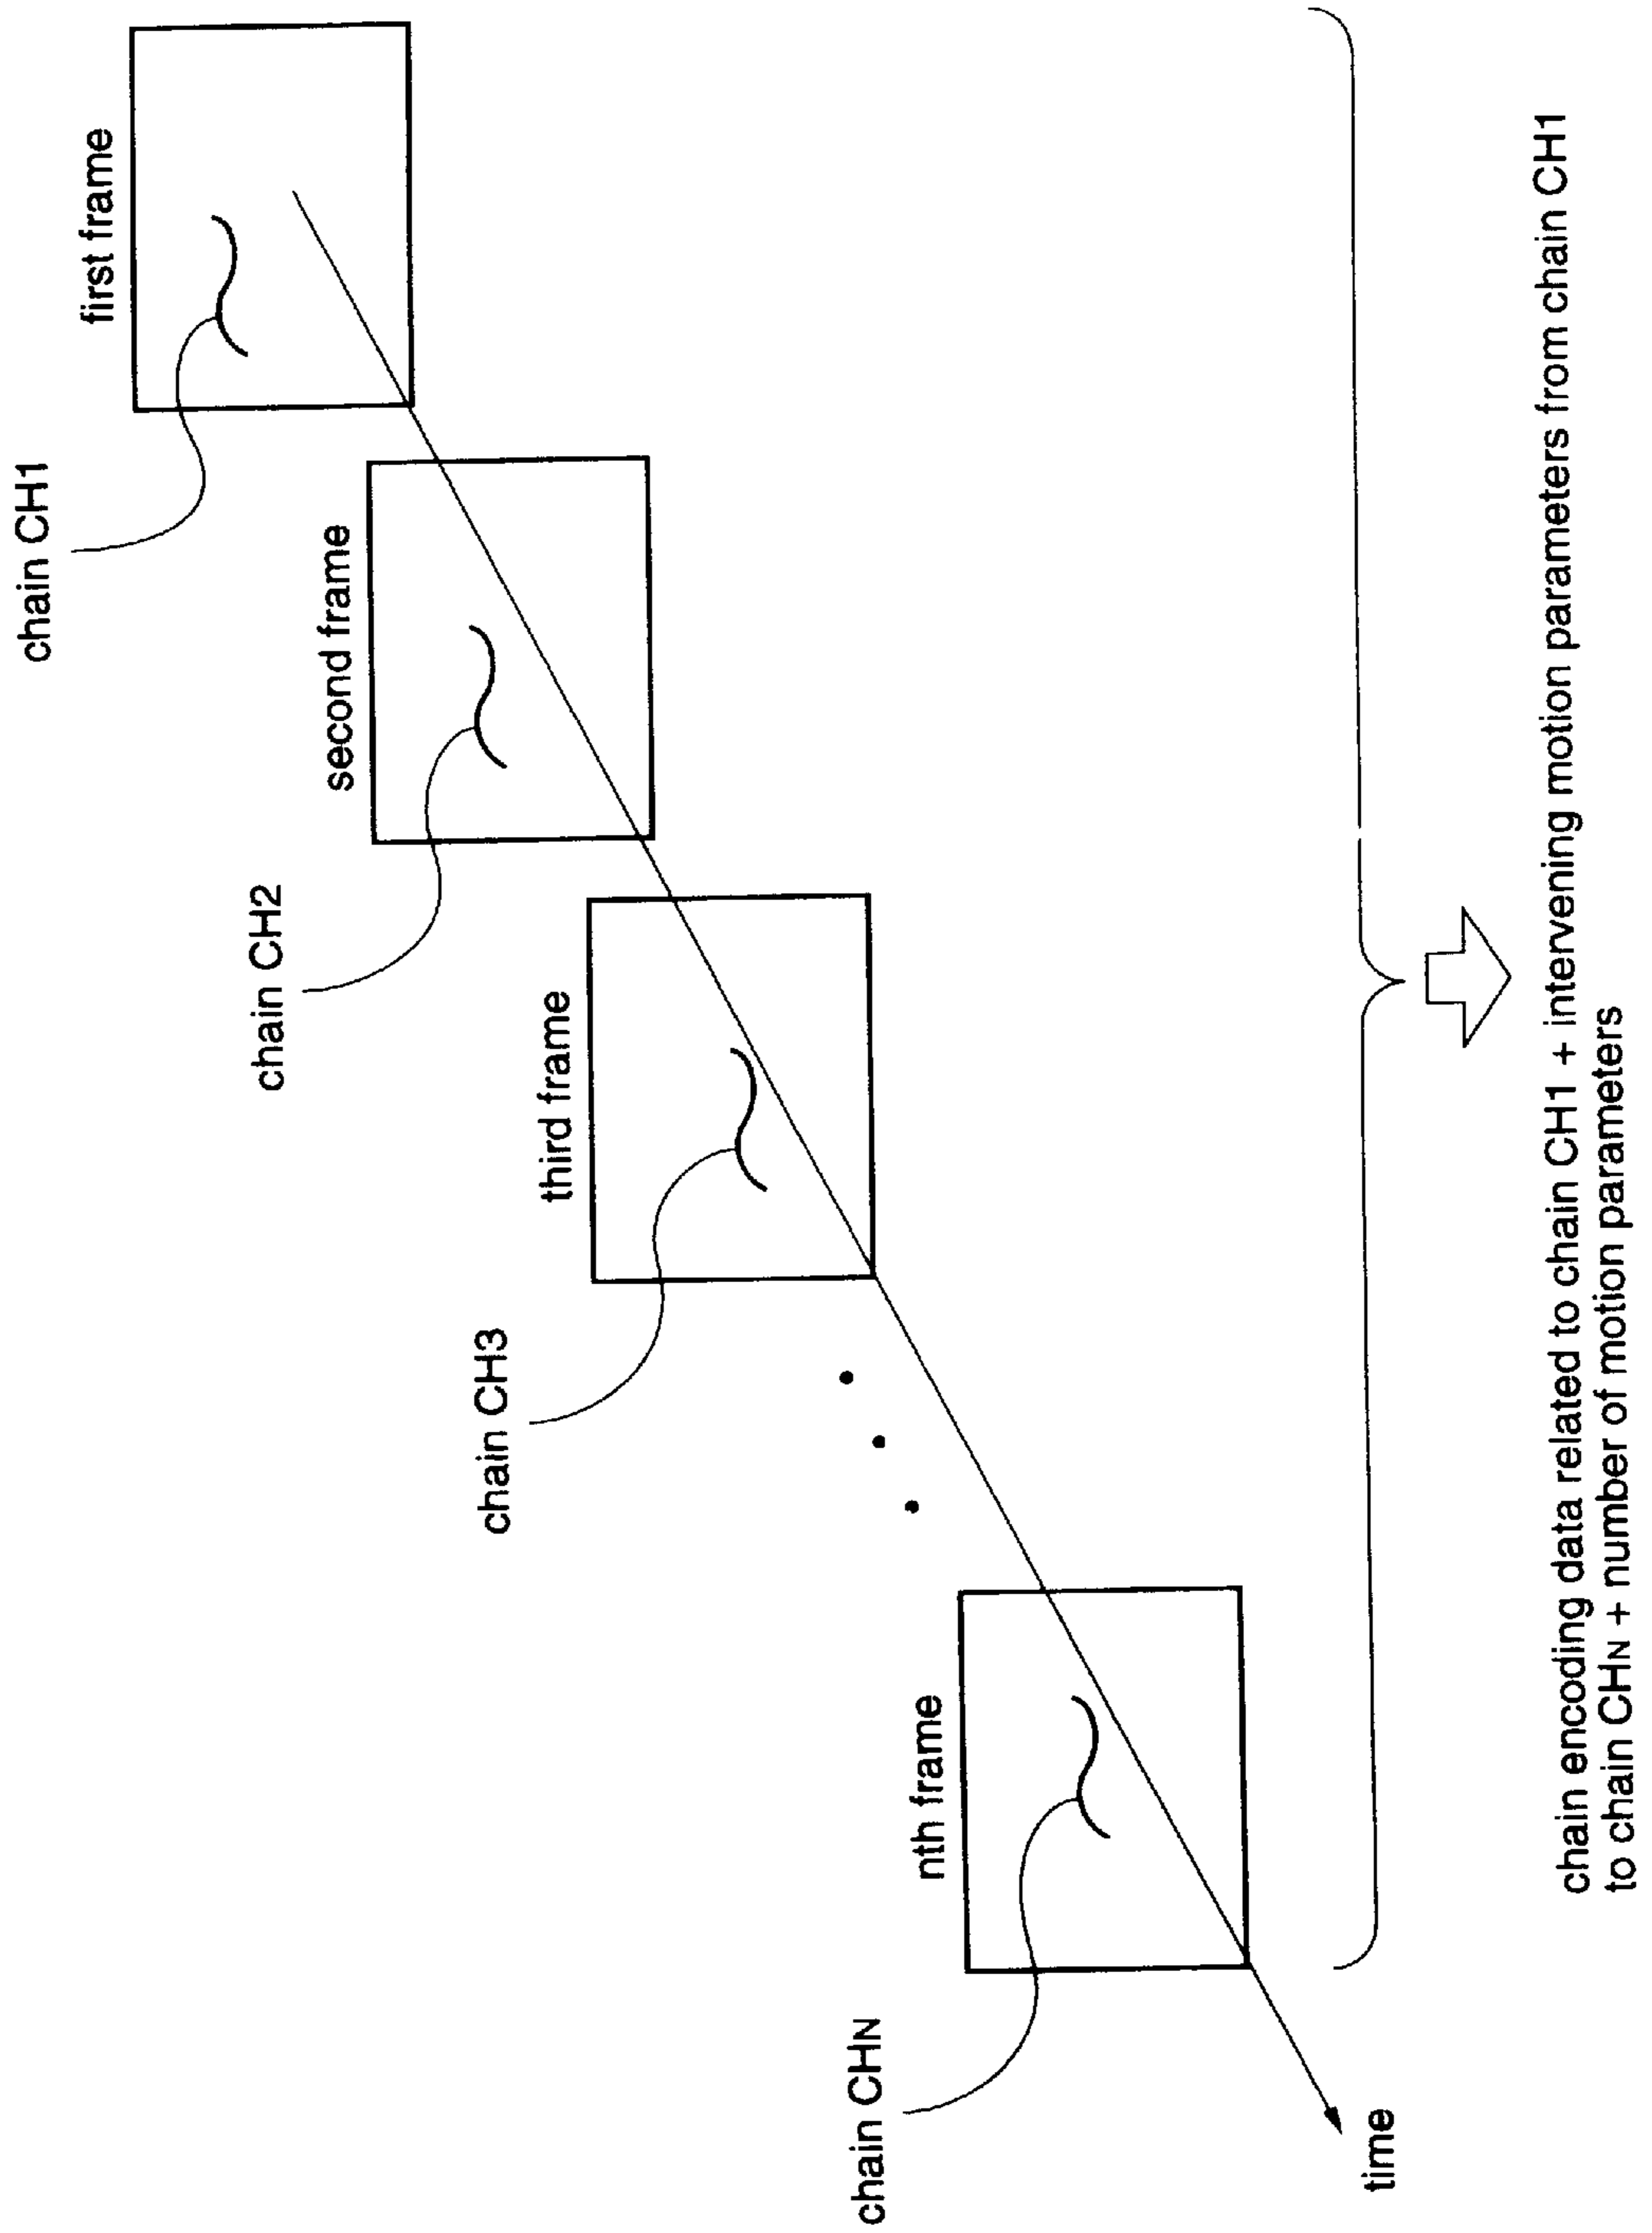 first frame
chain CH1
second frame
chain CH2
third frame
chain CH3
nth frame
chain CHN
time
chain encoding data related to chain CH1 + intervening motion parameters from chain CH1
to chain CHN + number of motion parameters